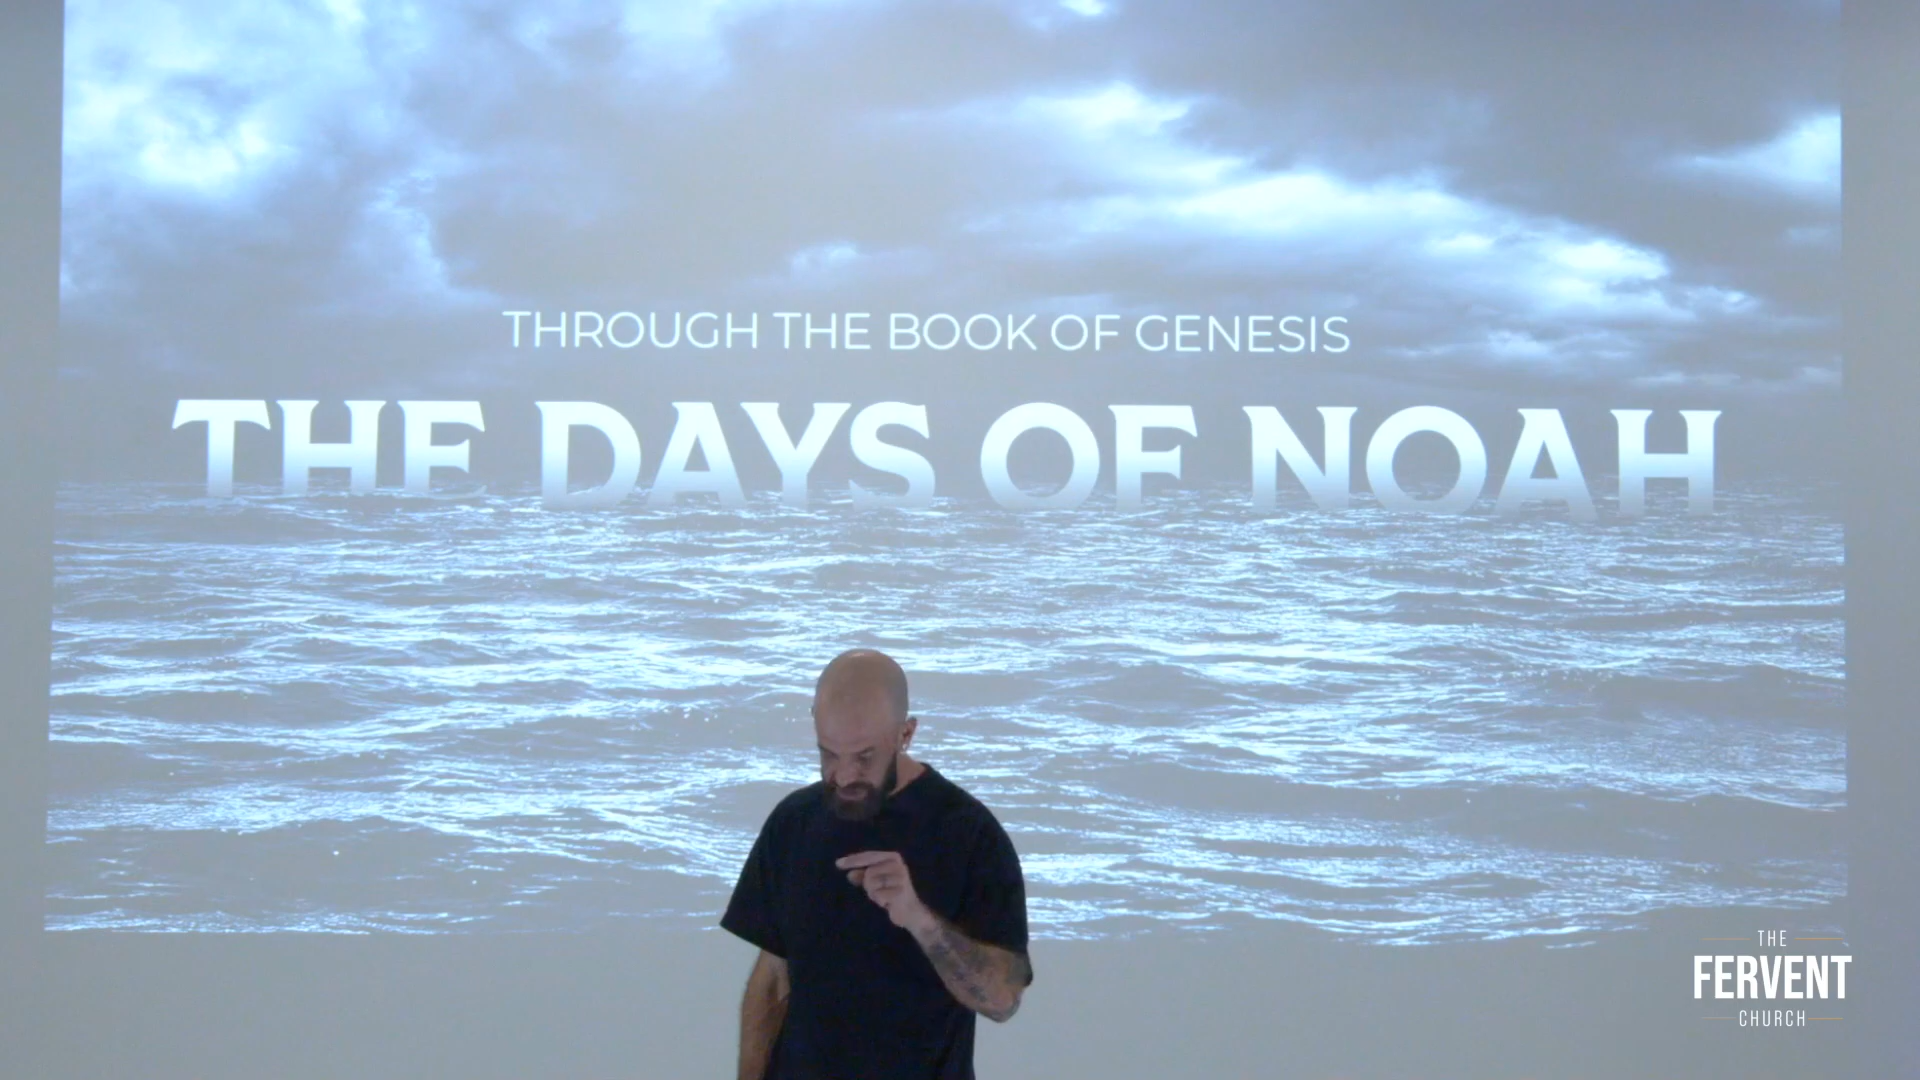 THROUGH THE BOOK OF GENESIS
THE DAYS OF NOAH
THE
FERVENT
CHURCH